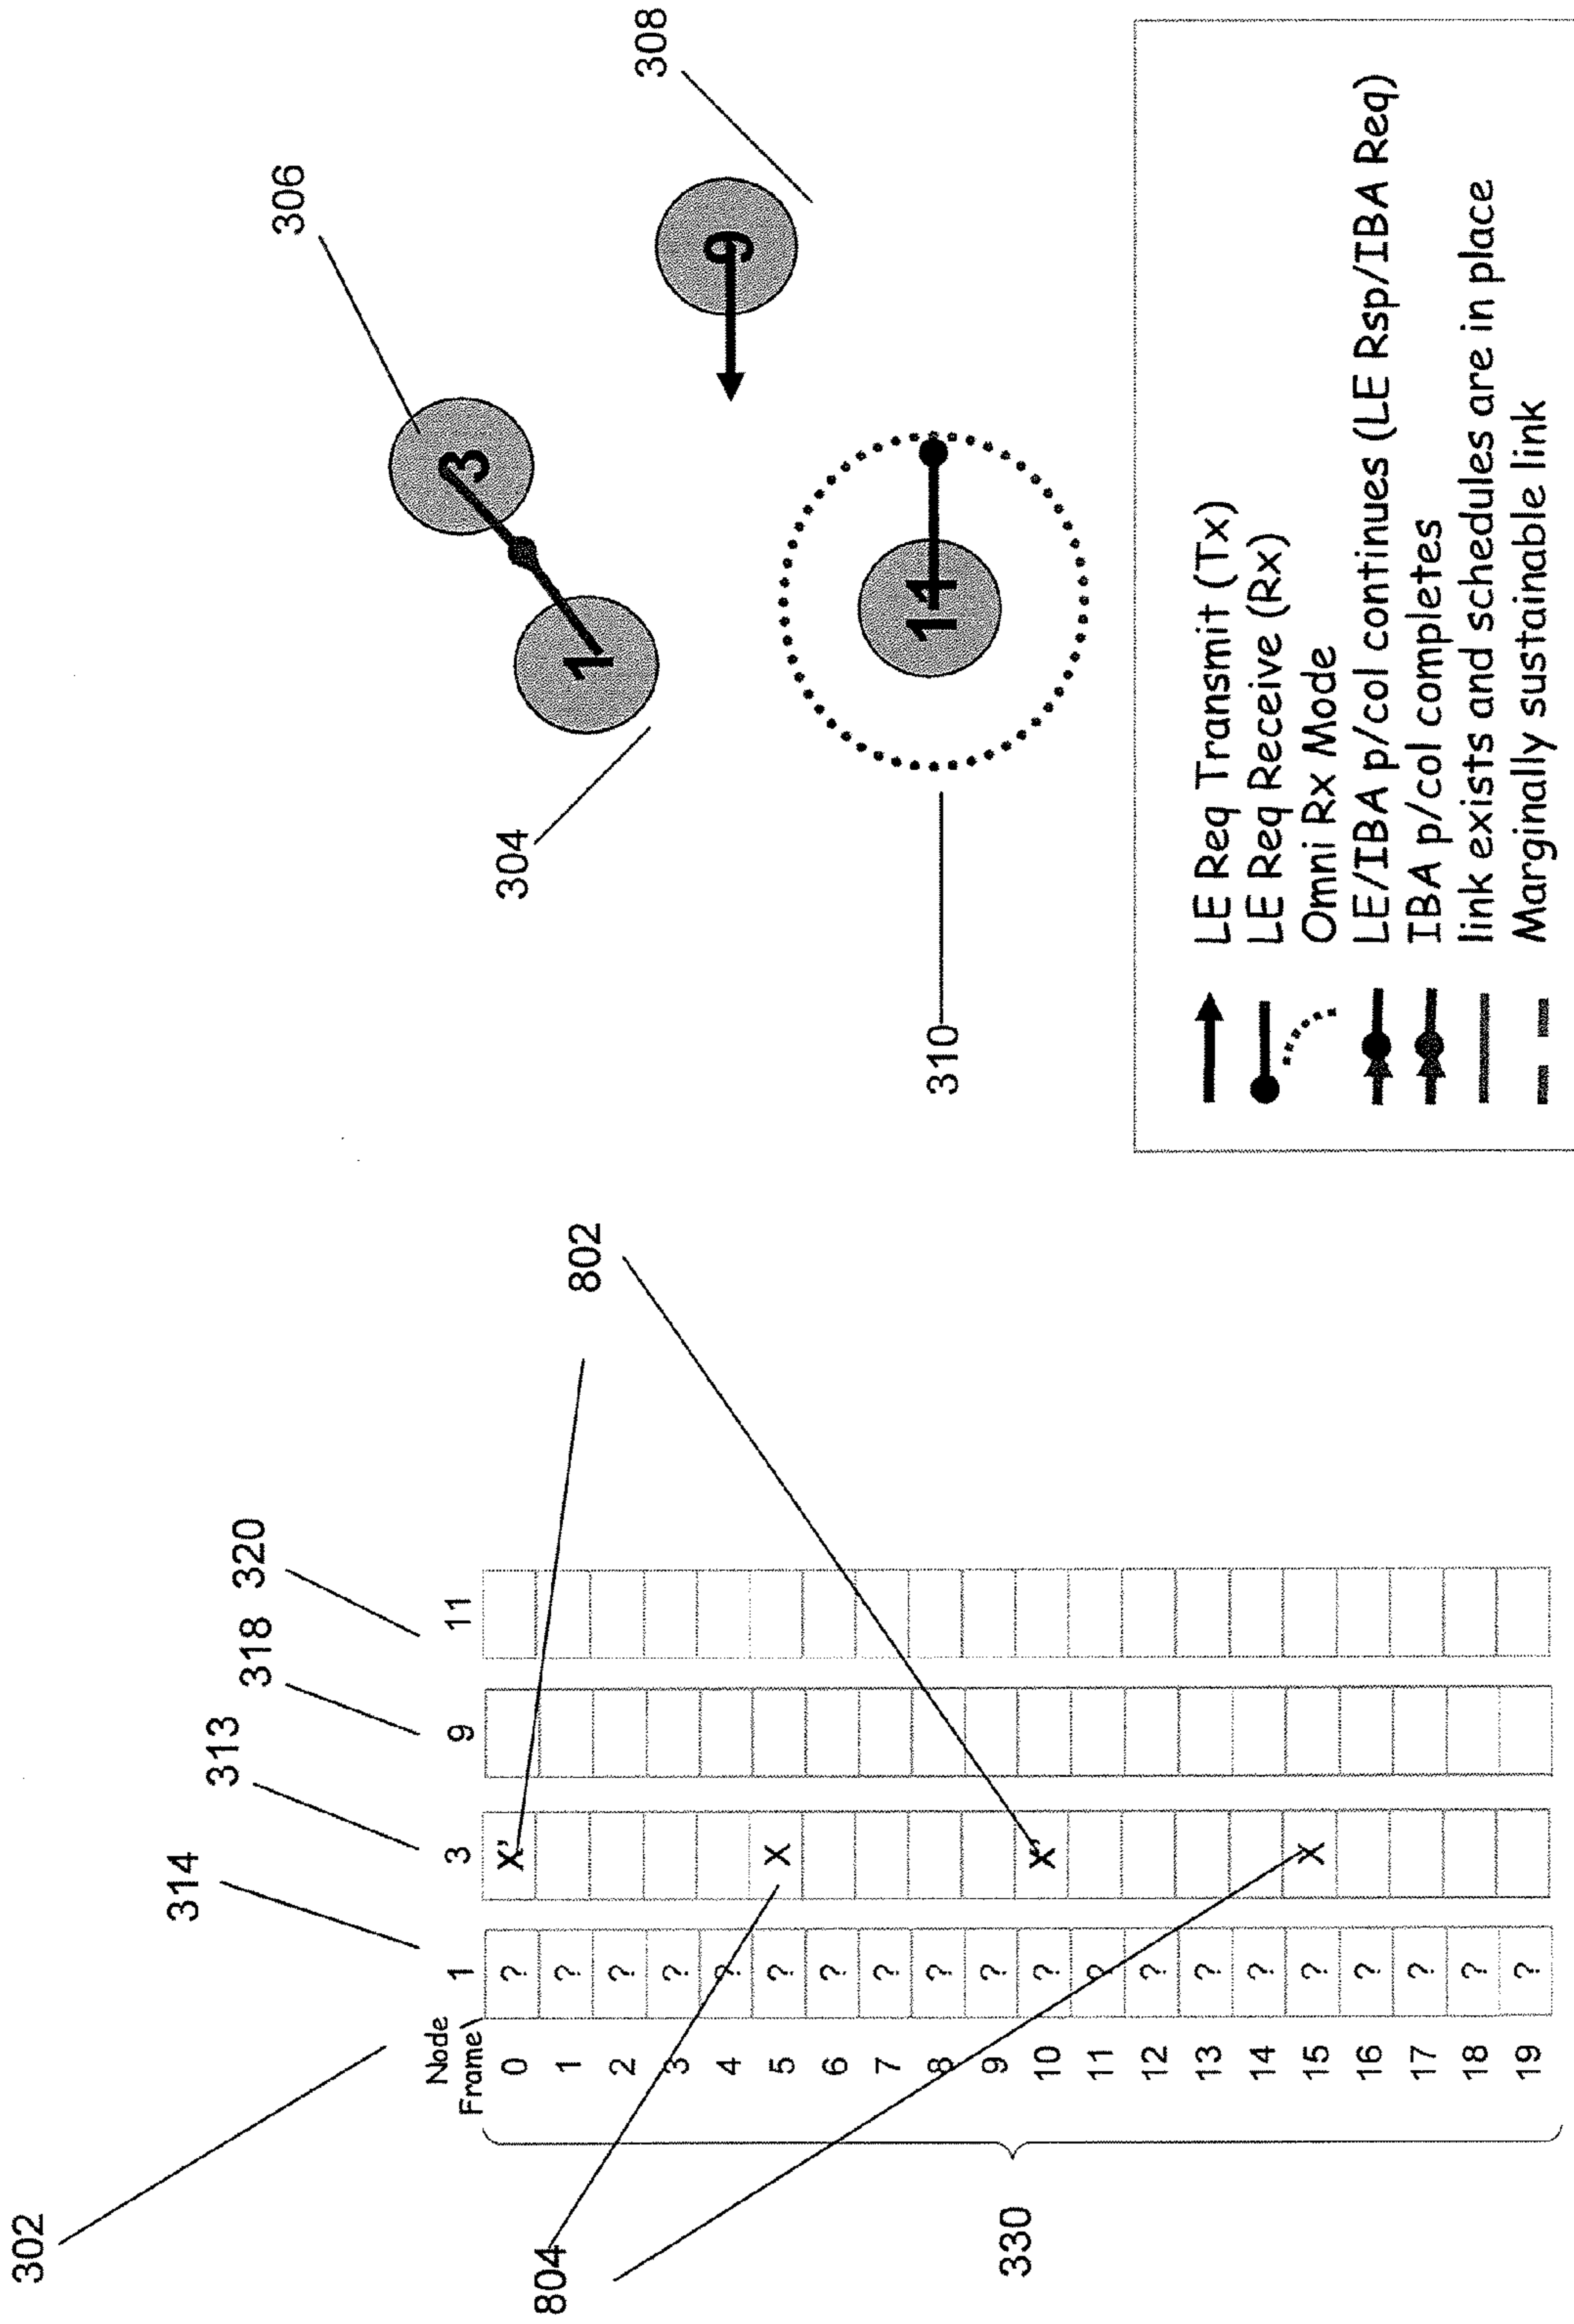 302
314
313
318
320
Node
1 3 9 11
Frame
0 ? X'
1 ?
2 ?
3 ?
4 ?
5 ? X
6 ?
7 ?
8 ?
9 ?
10 ? X'
11 ?
12 ?
13 ?
14 ?
15 ? X
16 ?
17 ?
18 ?
19 ?
802
804
330
306
308
3
1
304
9
11
310
LE Req Transmit (Tx)
LE Req Receive (Rx)
Omni Rx Mode
LE/IBA p/col continues (LE Rsp/IBA Req)
IBA p/col completes
link exists and schedules are in place
Marginally sustainable link